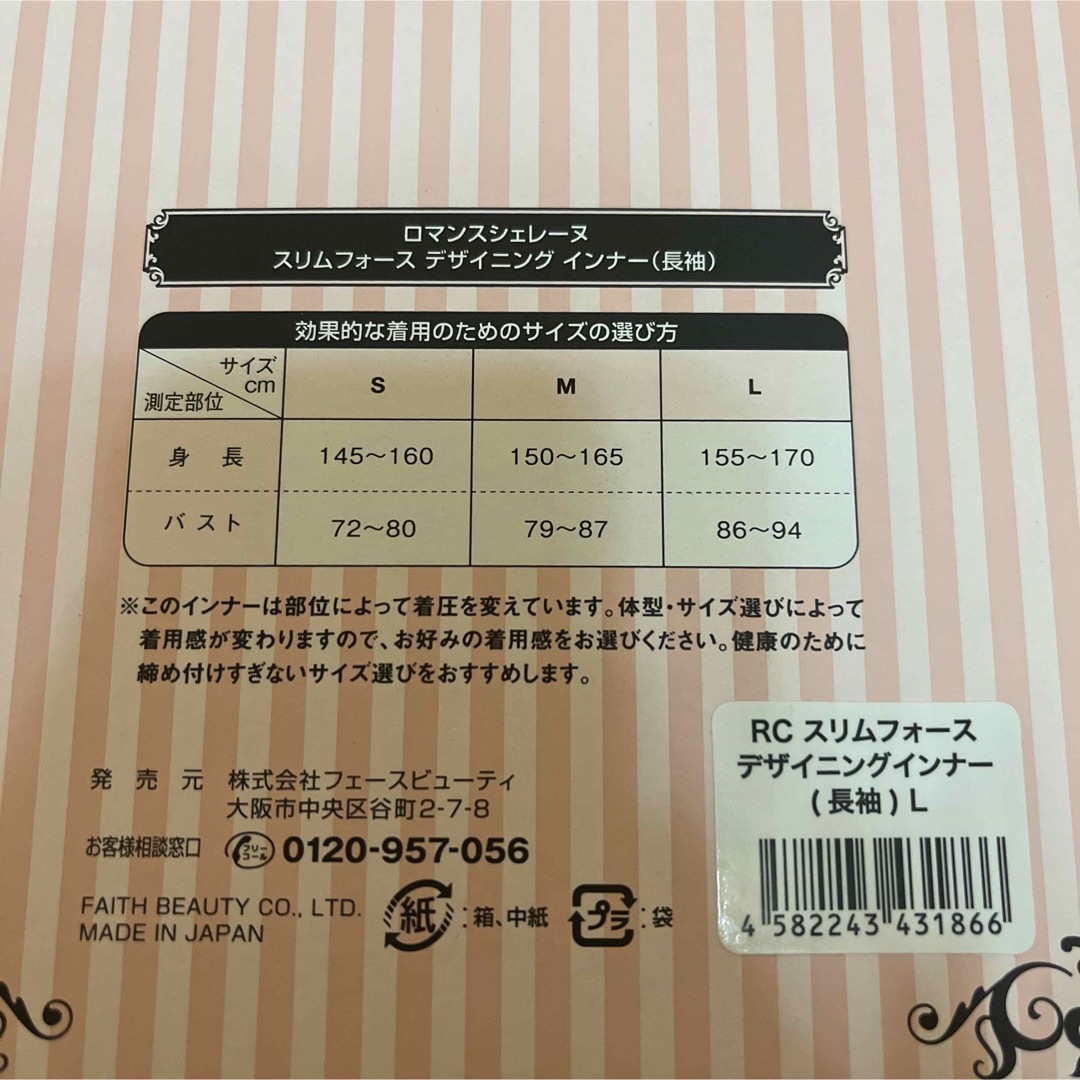 ロマンスシェレーヌ
スリムフォース デザイニング インナー(長袖)
効果的な着用のためのサイズの選び方
サイズ
cm
測定部位
S M L
身 長 145〜160 150〜165 155〜170
バスト 72〜80 79〜87 86〜94
※このインナーは部位によって着圧を変えています。体型・サイズ選びによって
着用感が変わりますので、お好みの着用感をお選びください。健康のために
締め付けすぎないサイズ選びをおすすめします。
発 売 元 株式会社フェースビューティ
大阪市中央区谷町2-7-8
お客様相談窓口 フリーコール 0120-957-056
FAITH BEAUTY CO., LTD.
MADE IN JAPAN
紙:箱、中紙 プラ:袋
RC スリムフォース
デザイニングインナー
(長袖) L
4 582243 431866